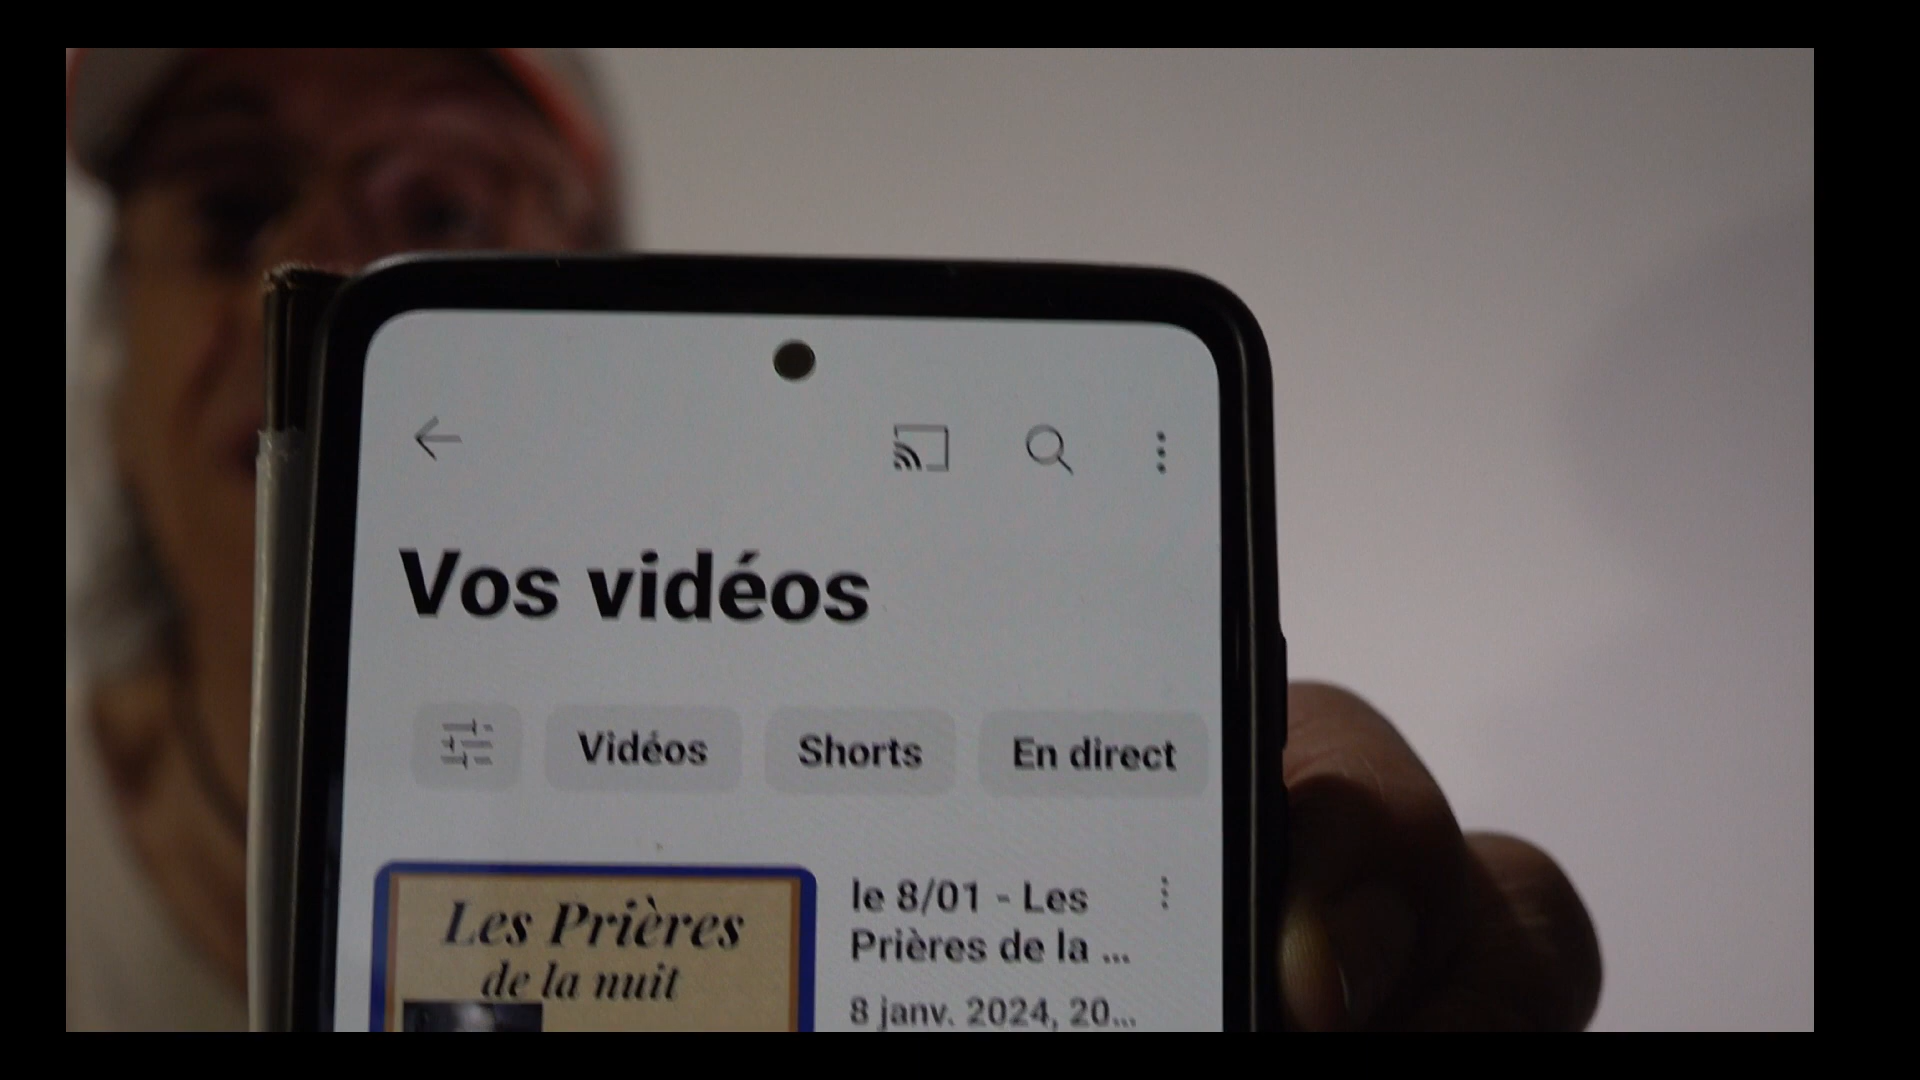 Vos vidéos
Vidéos
Shorts
En direct
Les Prières
de la nuit
le 8/01 - Les
Prières de la ...
8 janv. 2024, 20...